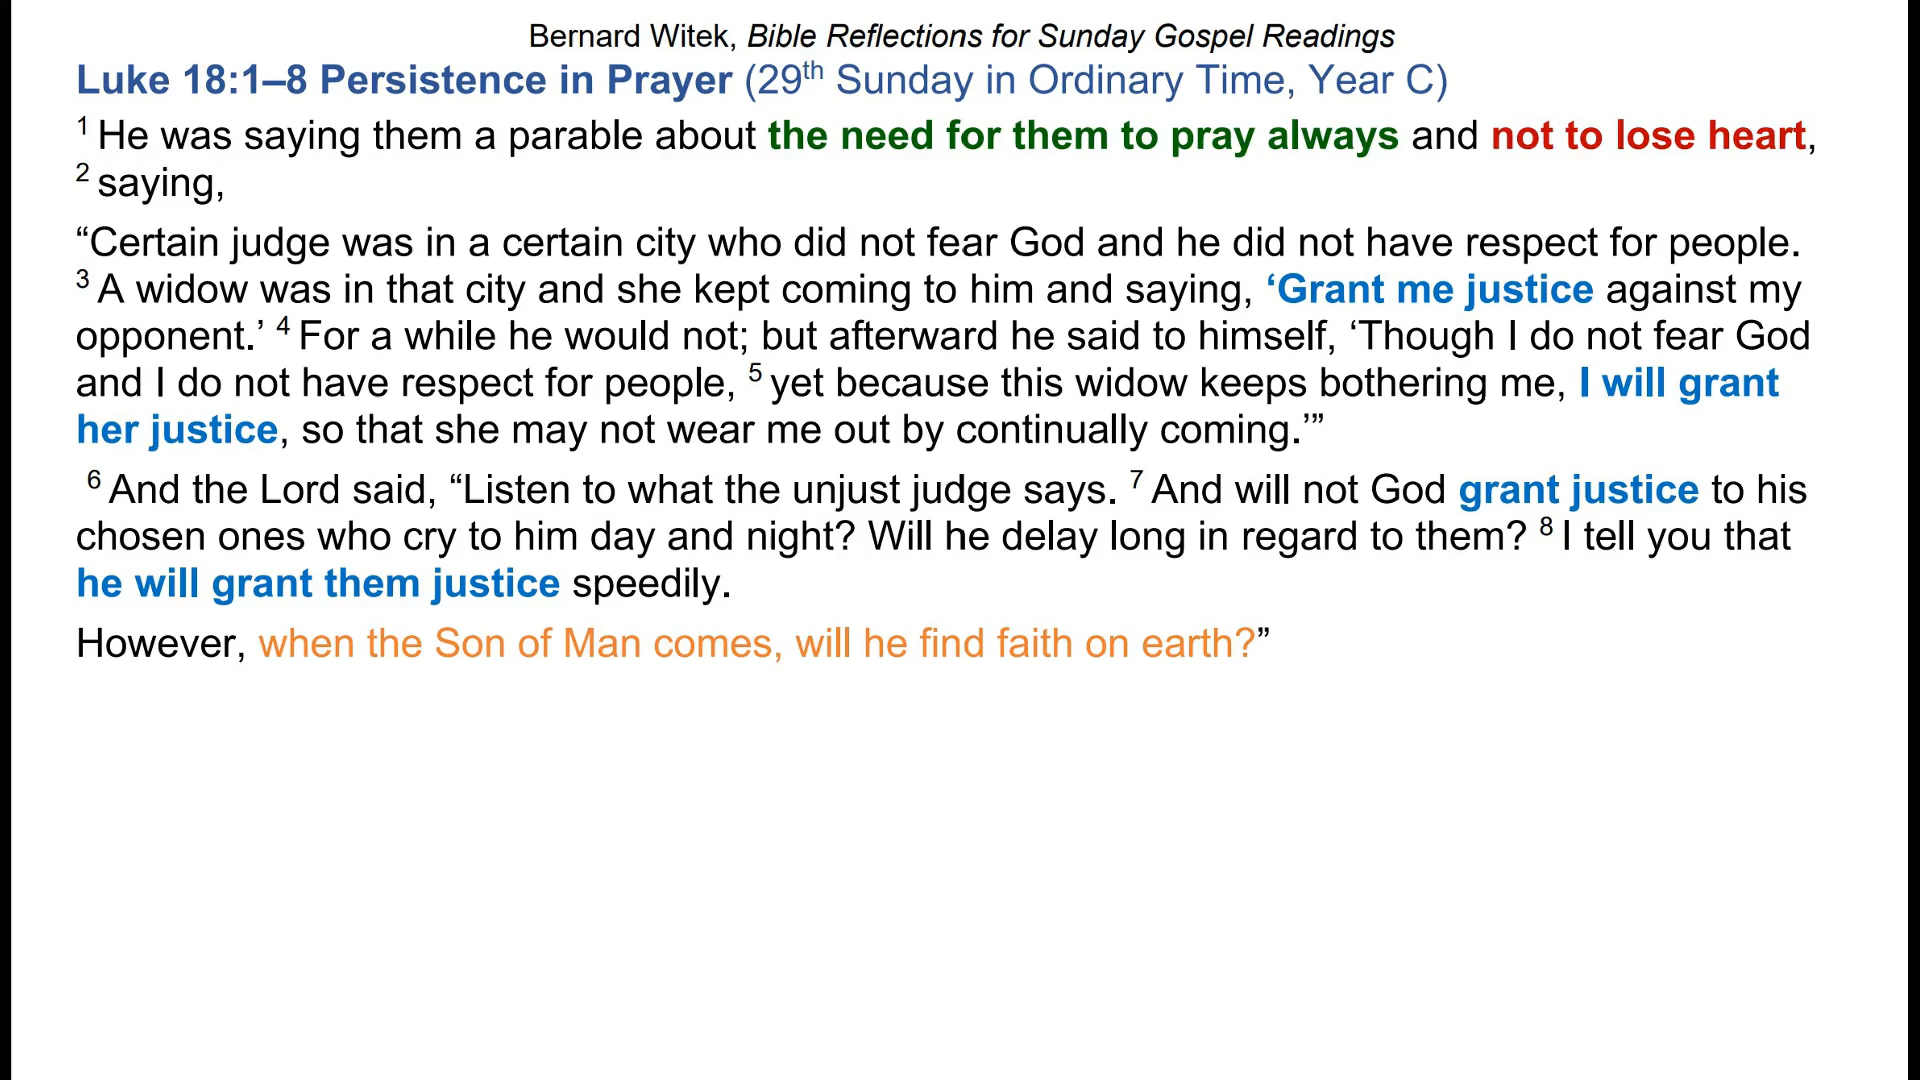 Bernard Witek, Bible Reflections for Sunday Gospel Readings
Luke 18:1–8 Persistence in Prayer (29th Sunday in Ordinary Time, Year C)
1 He was saying them a parable about the need for them to pray always and not to lose heart,
2 saying,
“Certain judge was in a certain city who did not fear God and he did not have respect for people.
3 A widow was in that city and she kept coming to him and saying, ‘Grant me justice against my
opponent.’ 4 For a while he would not; but afterward he said to himself, ‘Though I do not fear God
and I do not have respect for people, 5 yet because this widow keeps bothering me, I will grant
her justice, so that she may not wear me out by continually coming.’”
6 And the Lord said, “Listen to what the unjust judge says. 7 And will not God grant justice to his
chosen ones who cry to him day and night? Will he delay long in regard to them? 8 I tell you that
he will grant them justice speedily.
However, when the Son of Man comes, will he find faith on earth?”